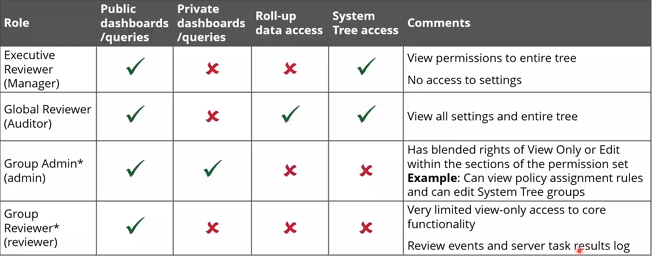 Role
Public
dashboards
/queries
Private
dashboards
/queries
Roll-up
data access
System
Tree access
Comments
Executive
Reviewer
(Manager)
View permissions to entire tree
No access to settings
Global Reviewer
(Auditor)
View all settings and entire tree
Group Admin*
(admin)
Has blended rights of View Only or Edit
within the sections of the permission set
Example: Can view policy assignment rules
and can edit System Tree groups
Group
Reviewer*
(reviewer)
Very limited view-only access to core
functionality
Review events and server task results log